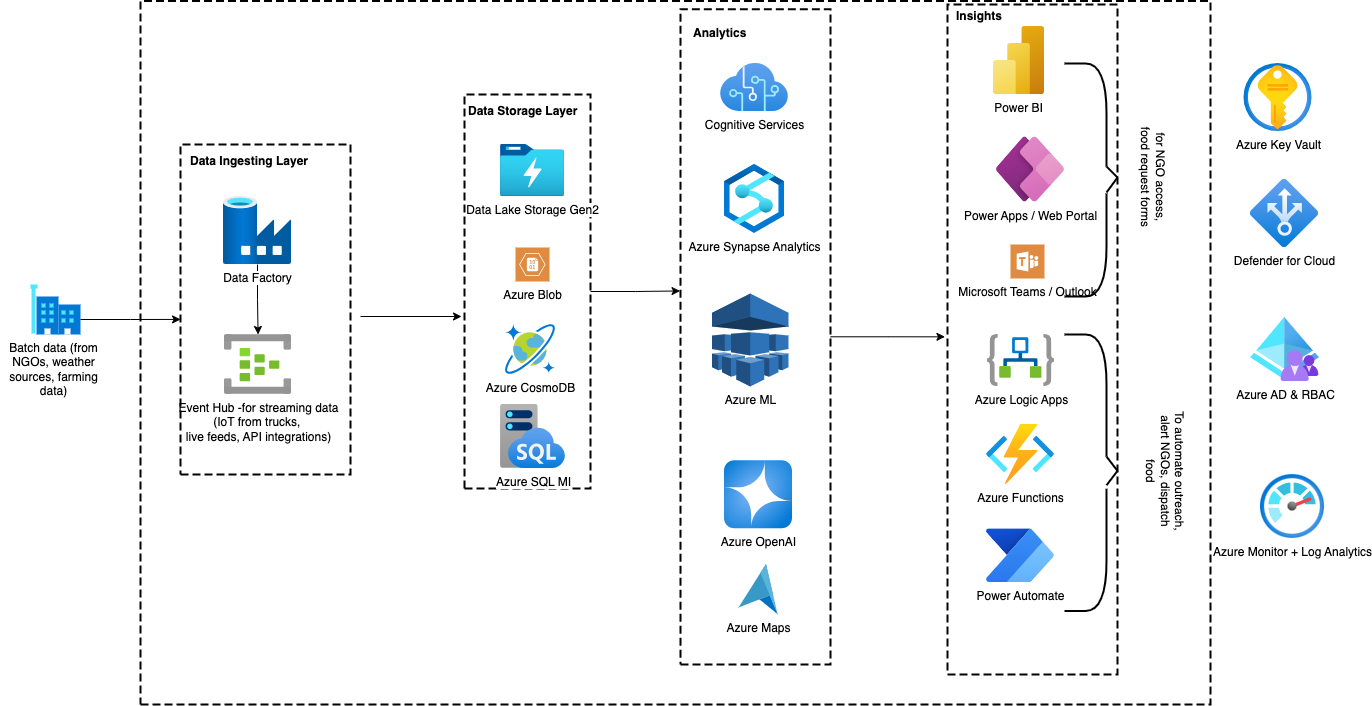 Batch data (from
NGOs, weather
sources, farming
data)
Data Ingesting Layer
Data Factory
Event Hub -for streaming data
(IoT from trucks,
live feeds, API integrations)
Data Storage Layer
Data Lake Storage Gen2
10
01
Azure Blob
Azure CosmoDB
SQL
Azure SQL MI
Analytics
Cognitive Services
Azure Synapse Analytics
Azure ML
Azure OpenAI
Azure Maps
Insights
Power BI
Power Apps / Web Portal
T
Microsoft Teams / Outlook
Azure Logic Apps
Azure Functions
Power Automate
for NGO access,
food request forms
To automate outreach,
alert NGOs, dispatch
food
Azure Key Vault
Defender for Cloud
Azure AD & RBAC
Azure Monitor + Log Analytics